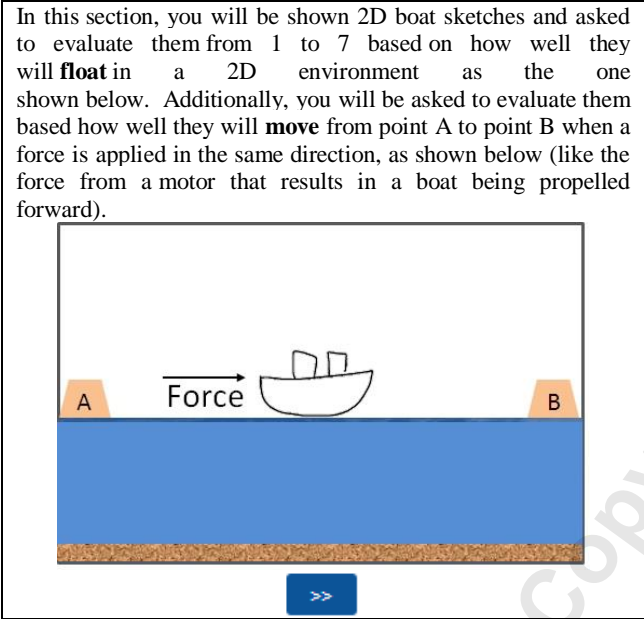 In this section, you will be shown 2D boat sketches and asked
to evaluate them from 1 to 7 based on how well they
will float in a 2D environment as the one
shown below. Additionally, you will be asked to evaluate them
based how well they will move from point A to point B when a
force is applied in the same direction, as shown below (like the
force from a motor that results in a boat being propelled
forward).
Force
A
B
>>
Copy